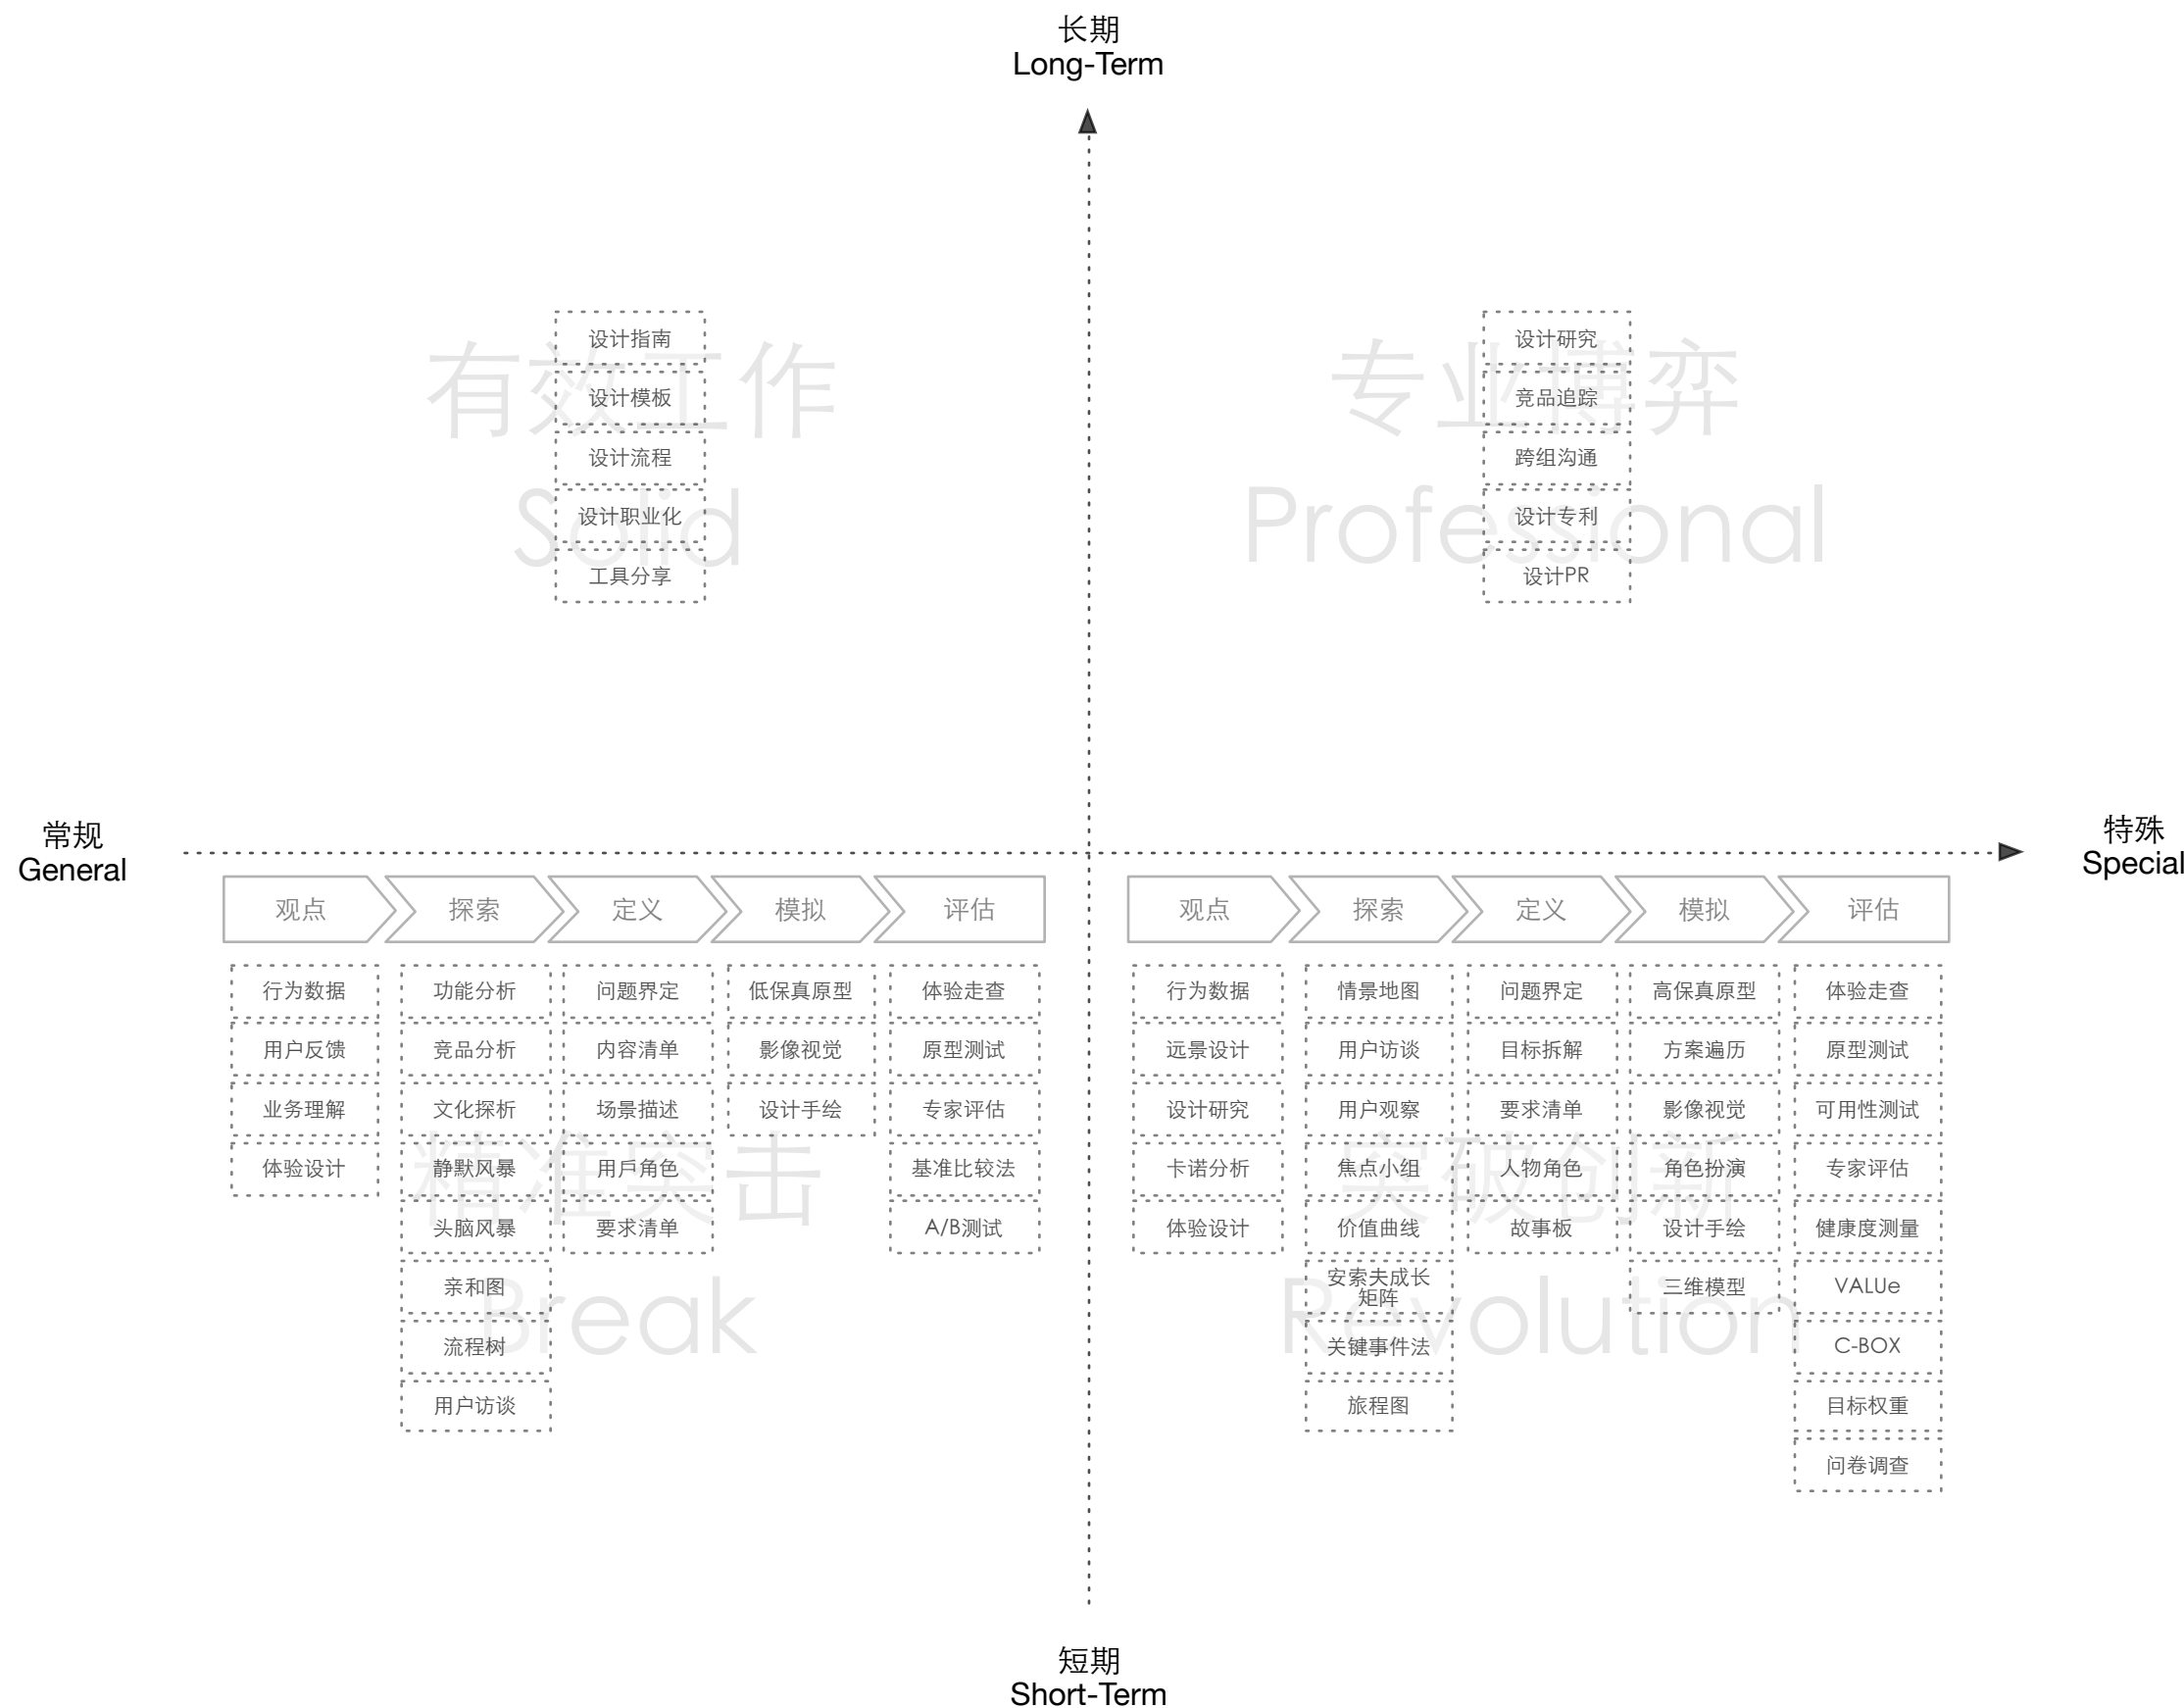 长期
Long-Term
有效工作
Solid
设计指南
设计模板
设计流程
设计职业化
工具分享
专业博弈
Professional
设计研究
竞品追踪
跨组沟通
设计专利
设计PR
常规
General
特殊
Special
观点
探索
定义
模拟
评估
行为数据
用户反馈
业务理解
体验设计
功能分析
竞品分析
文化探析
静默风暴
头脑风暴
亲和图
流程树
用户访谈
问题界定
内容清单
场景描述
用戶角色
要求清单
低保真原型
影像视觉
设计手绘
体验走查
原型测试
专家评估
基准比较法
A/B测试
精准突击
Break
观点
探索
定义
模拟
评估
行为数据
远景设计
设计研究
卡诺分析
体验设计
情景地图
用户访谈
用户观察
焦点小组
价值曲线
安索夫成长
矩阵
关键事件法
旅程图
问题界定
目标拆解
要求清单
人物角色
故事板
高保真原型
方案遍历
影像视觉
角色扮演
设计手绘
三维模型
体验走查
原型测试
可用性测试
专家评估
健康度测量
VALUe
C-BOX
目标权重
问卷调查
突破创新
Revolution
短期
Short-Term